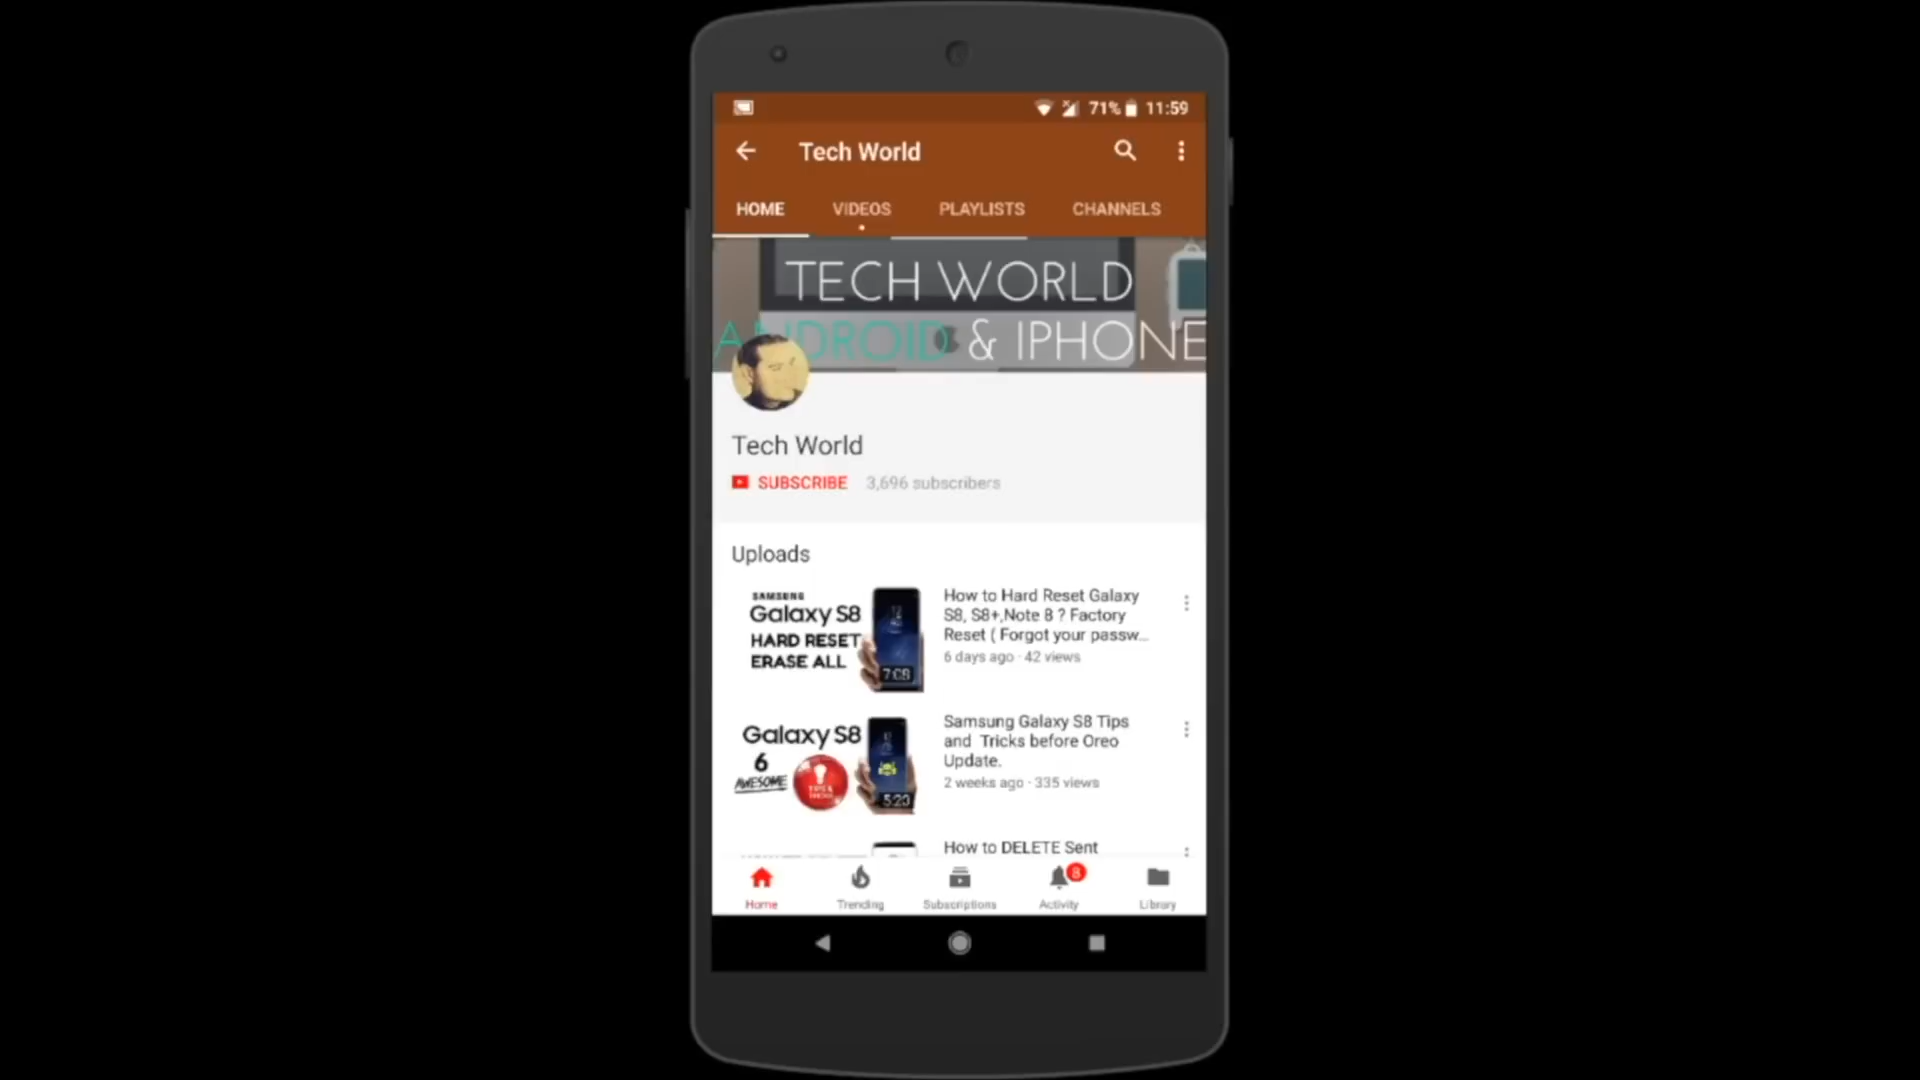 71% 11:59
Tech World
HOME VIDEOS PLAYLISTS CHANNELS
TECH WORLD
ANDROID & IPHONE
Tech World
SUBSCRIBE 3,696 subscribers
Uploads
SAMSUNG
Galaxy S8
HARD RESET
ERASE ALL
7:08
How to Hard Reset Galaxy
S8, S8+,Note 8 ? Factory
Reset ( Forgot your passw...
6 days ago · 42 views
Galaxy S8
6
AWESOME
5:23
Samsung Galaxy S8 Tips
and Tricks before Oreo
Update.
2 weeks ago · 335 views
How to DELETE Sent
8
Home Trending Subscriptions Activity Library